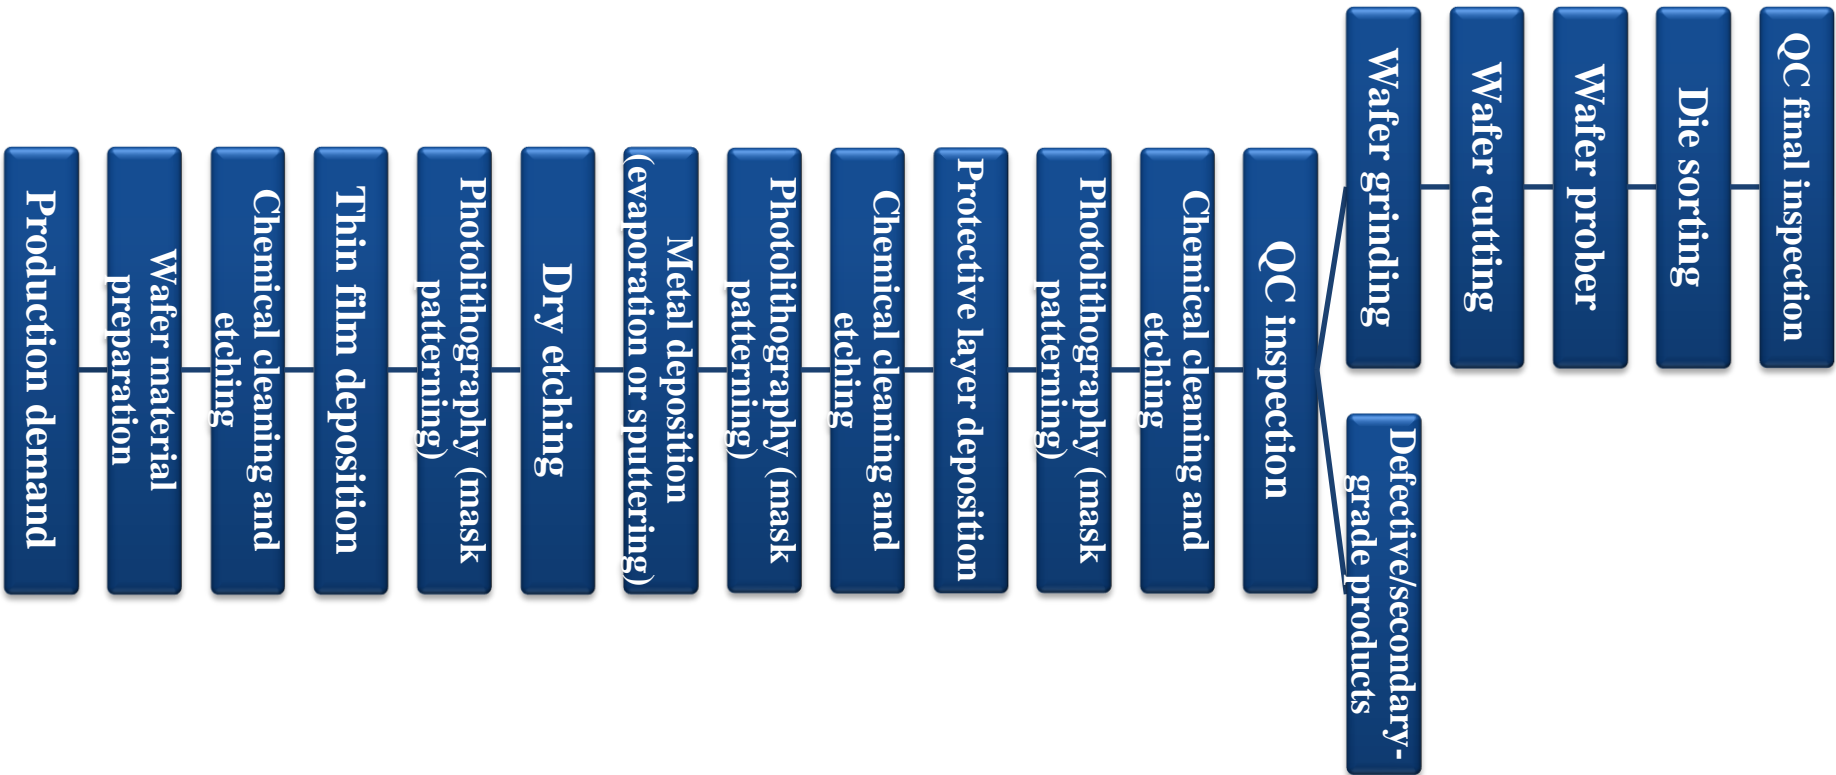 Production demand
Wafer material
preparation
Chemical cleaning and
etching
Thin film deposition
Photolithography (mask
patterning)
Dry etching
Metal deposition
(evaporation or sputtering)
Photolithography (mask
patterning)
Chemical cleaning and
etching
Protective layer deposition
Photolithography (mask
patterning)
Chemical cleaning and
etching
QC inspection
Wafer grinding
Wafer cutting
Wafer prober
Die sorting
QC final inspection
Defective/secondary-
grade products